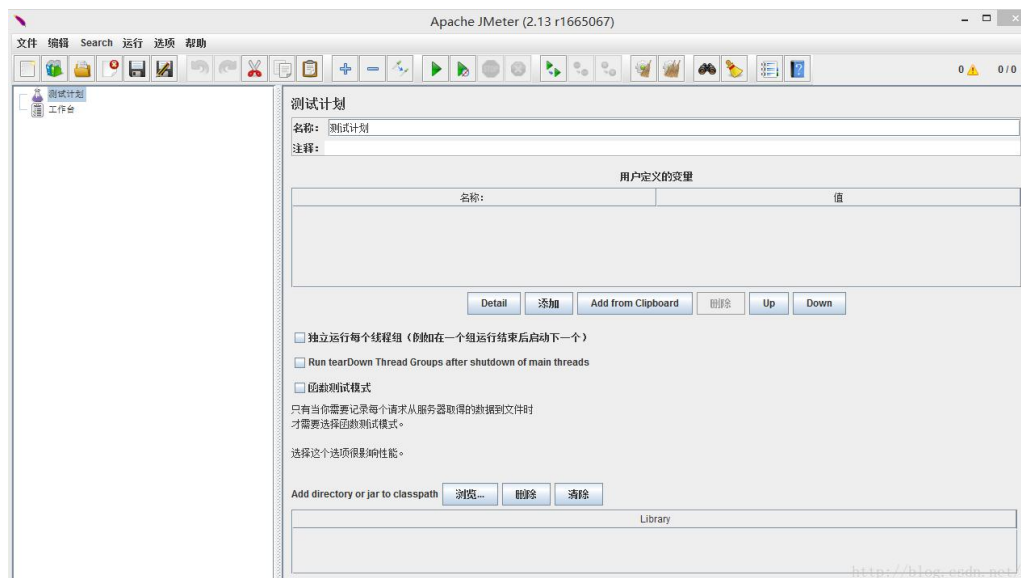 Apache JMeter (2.13 r1665067)
文件 编辑 Search 运行 选项 帮助
0 0 / 0
测试计划
工作台
测试计划
名称： 测试计划
注释：
用户定义的变量
名称: 值
Detail 添加 Add from Clipboard 删除 Up Down
独立运行每个线程组（例如在一个组运行结束后启动下一个）
Run tearDown Thread Groups after shutdown of main threads
函数测试模式
只有当你需要记录每个请求从服务器取得的数据到文件时
才需要选择函数测试模式。
选择这个选项很影响性能。
Add directory or jar to classpath 浏览... 删除 清除
Library
http://blog.csdn.net/